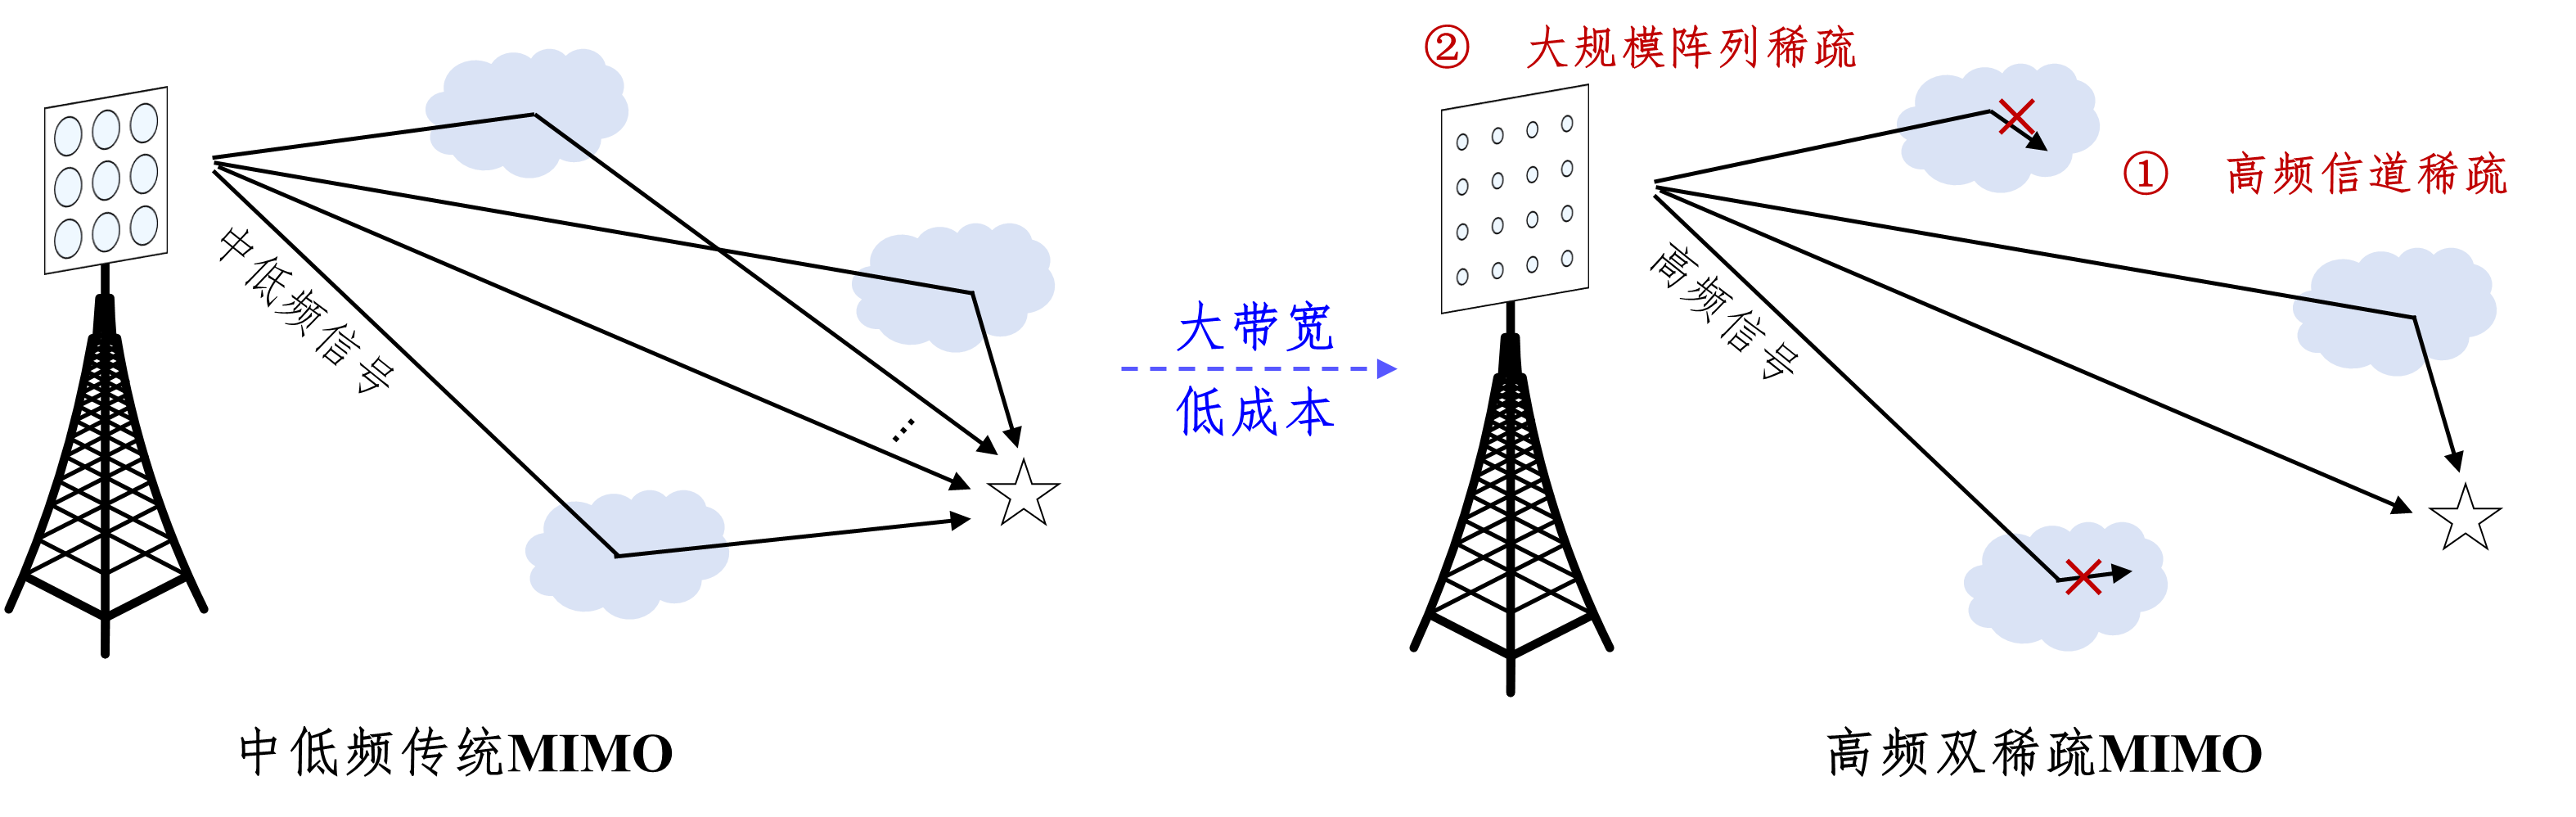 ② 大规模阵列稀疏
① 高频信道稀疏
中低频信号
高频信号
大带宽
低成本
⋯
中低频传统MIMO
高频双稀疏MIMO